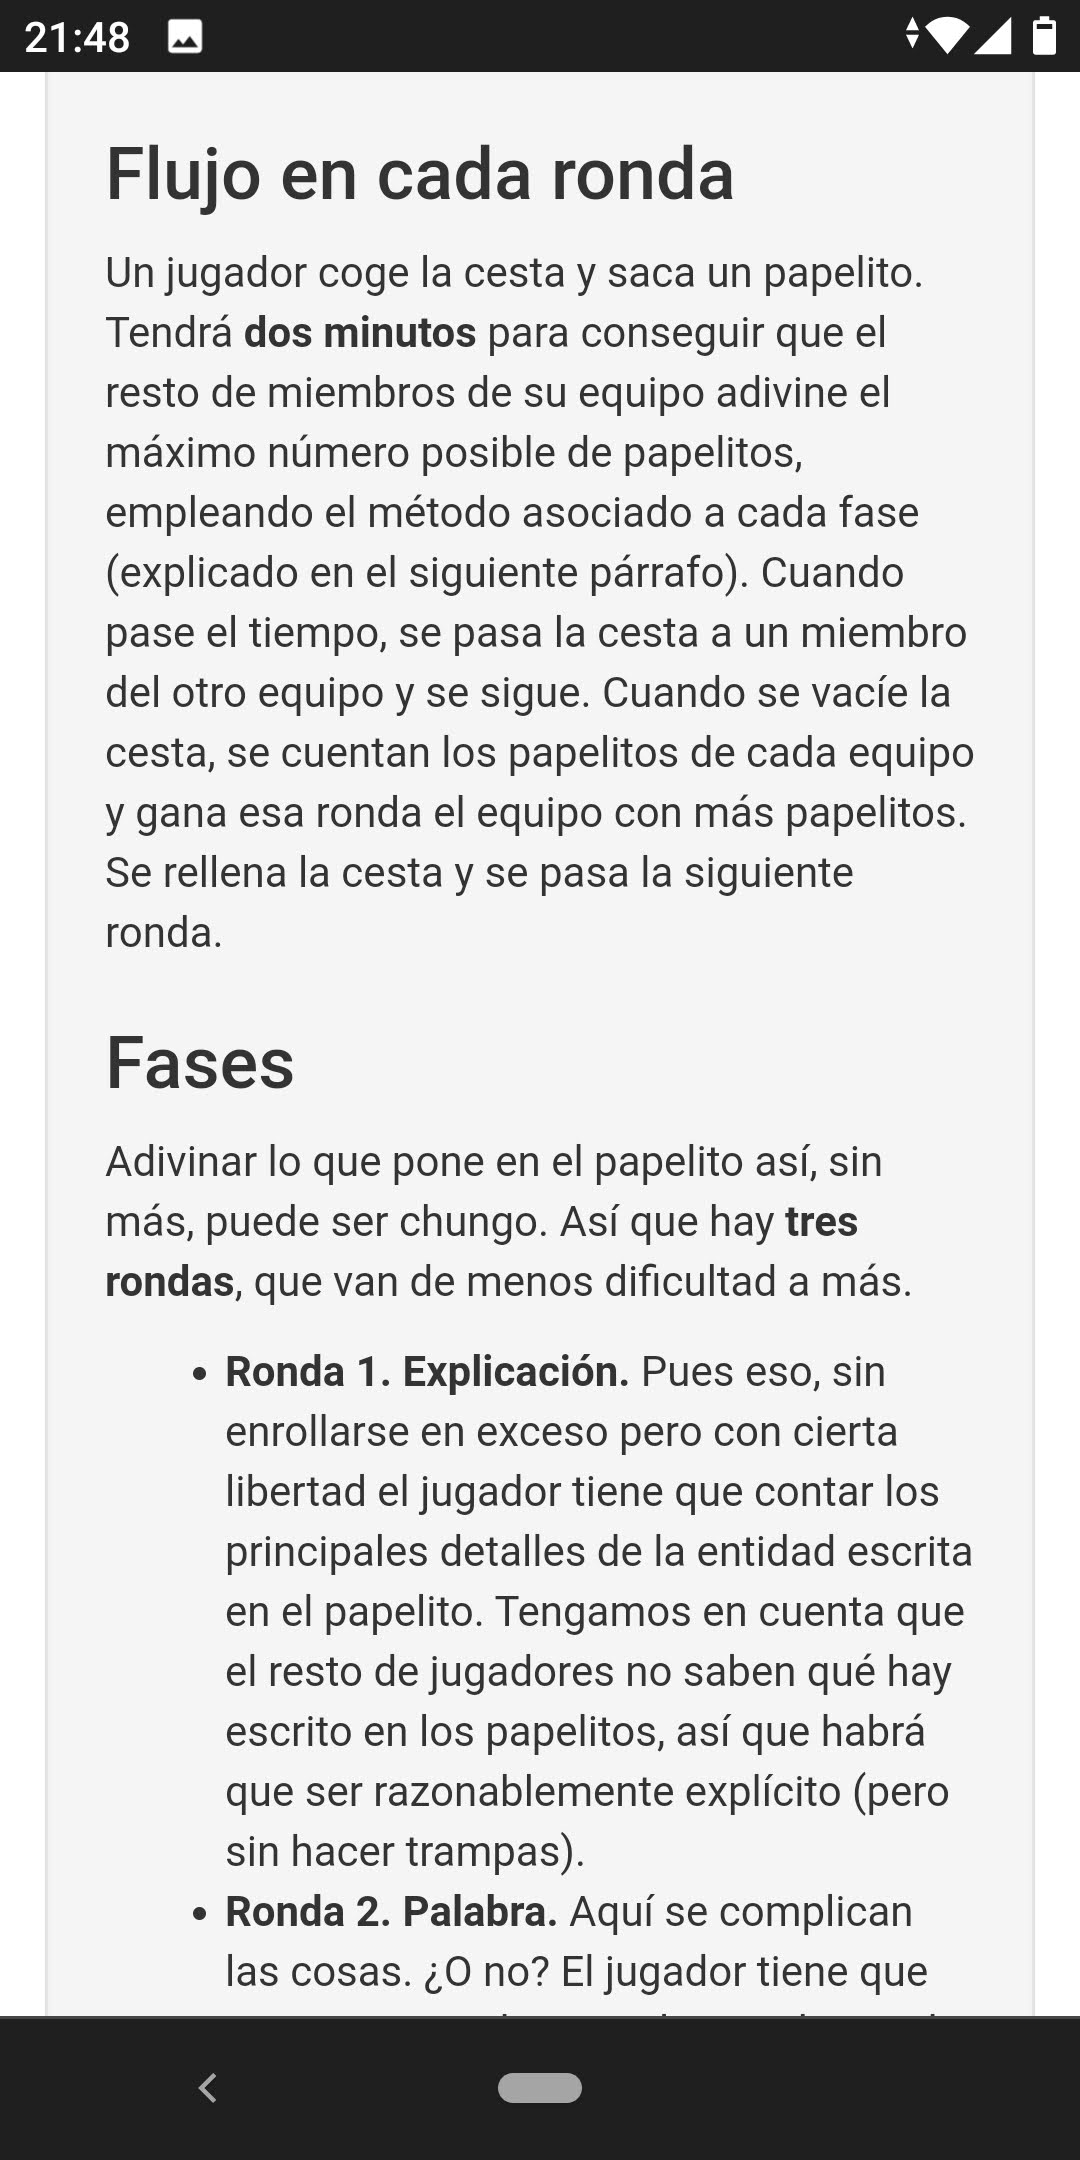 21:48
Flujo en cada ronda
Un jugador coge la cesta y saca un papelito.
Tendrá dos minutos para conseguir que el
resto de miembros de su equipo adivine el
máximo número posible de papelitos,
empleando el método asociado a cada fase
(explicado en el siguiente párrafo). Cuando
pase el tiempo, se pasa la cesta a un miembro
del otro equipo y se sigue. Cuando se vacíe la
cesta, se cuentan los papelitos de cada equipo
y gana esa ronda el equipo con más papelitos.
Se rellena la cesta y se pasa la siguiente
ronda.
Fases
Adivinar lo que pone en el papelito así, sin
más, puede ser chungo. Así que hay tres
rondas, que van de menos dificultad a más.
• Ronda 1. Explicación. Pues eso, sin
enrollarse en exceso pero con cierta
libertad el jugador tiene que contar los
principales detalles de la entidad escrita
en el papelito. Tengamos en cuenta que
el resto de jugadores no saben qué hay
escrito en los papelitos, así que habrá
que ser razonablemente explícito (pero
sin hacer trampas).
• Ronda 2. Palabra. Aquí se complican
las cosas. ¿O no? El jugador tiene que